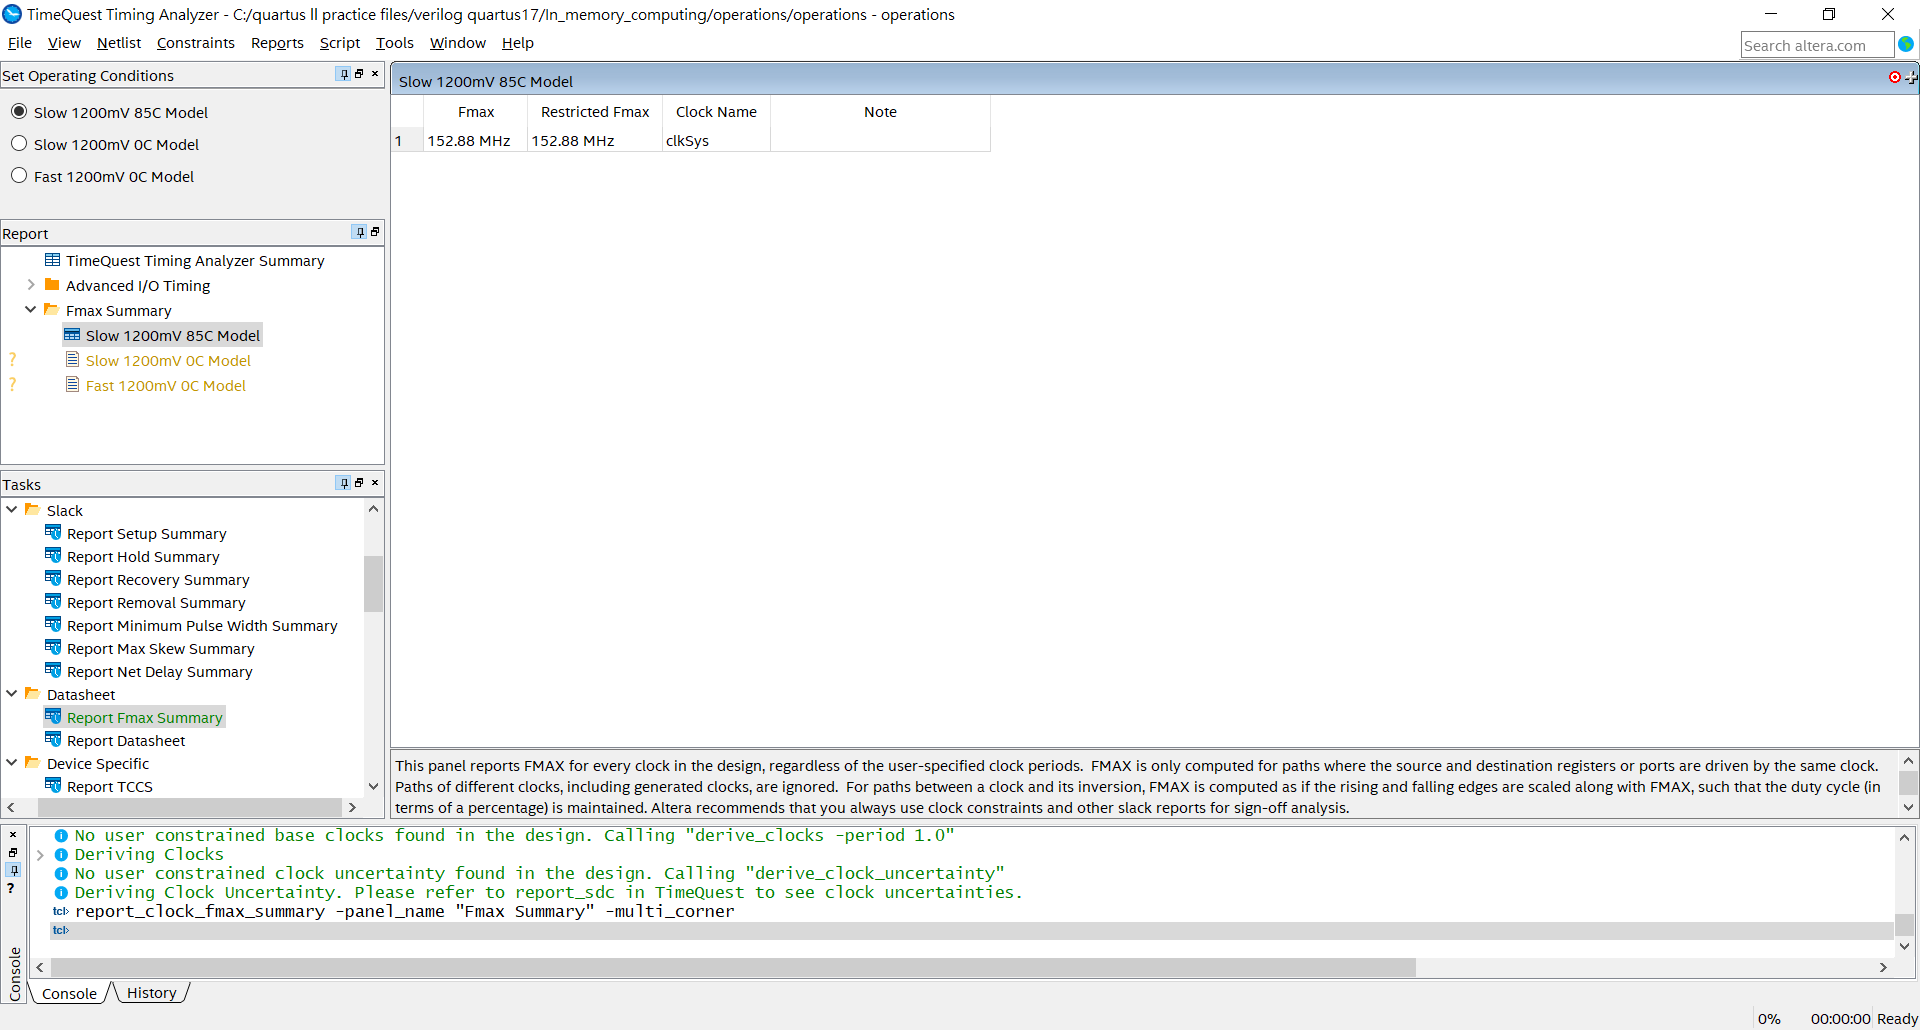 TimeQuest Timing Analyzer - C:/quartus ll practice files/verilog quartus17/In_memory_computing/operations/operations - operations
File View Netlist Constraints Reports Script Tools Window Help
Search altera.com
Set Operating Conditions
Slow 1200mV 85C Model
Slow 1200mV 0C Model
Fast 1200mV 0C Model
Report
TimeQuest Timing Analyzer Summary
Advanced I/O Timing
Fmax Summary
Slow 1200mV 85C Model
? Slow 1200mV 0C Model
? Fast 1200mV 0C Model
Tasks
Slack
Report Setup Summary
Report Hold Summary
Report Recovery Summary
Report Removal Summary
Report Minimum Pulse Width Summary
Report Max Skew Summary
Report Net Delay Summary
Datasheet
Report Fmax Summary
Report Datasheet
Device Specific
Report TCCS
Slow 1200mV 85C Model
Fmax Restricted Fmax Clock Name Note
1 152.88 MHz 152.88 MHz clkSys
This panel reports FMAX for every clock in the design, regardless of the user-specified clock periods.  FMAX is only computed for paths where the source and destination registers or ports are driven by the same clock.
Paths of different clocks, including generated clocks, are ignored.  For paths between a clock and its inversion, FMAX is computed as if the rising and falling edges are scaled along with FMAX, such that the duty cycle (in
terms of a percentage) is maintained. Altera recommends that you always use clock constraints and other slack reports for sign-off analysis.
No user constrained base clocks found in the design. Calling "derive_clocks -period 1.0"
Deriving Clocks
No user constrained clock uncertainty found in the design. Calling "derive_clock_uncertainty"
Deriving Clock Uncertainty. Please refer to report_sdc in TimeQuest to see clock uncertainties.
tcl> report_clock_fmax_summary -panel_name "Fmax Summary" -multi_corner
tcl>
?
Console
Console History
0% 00:00:00 Ready